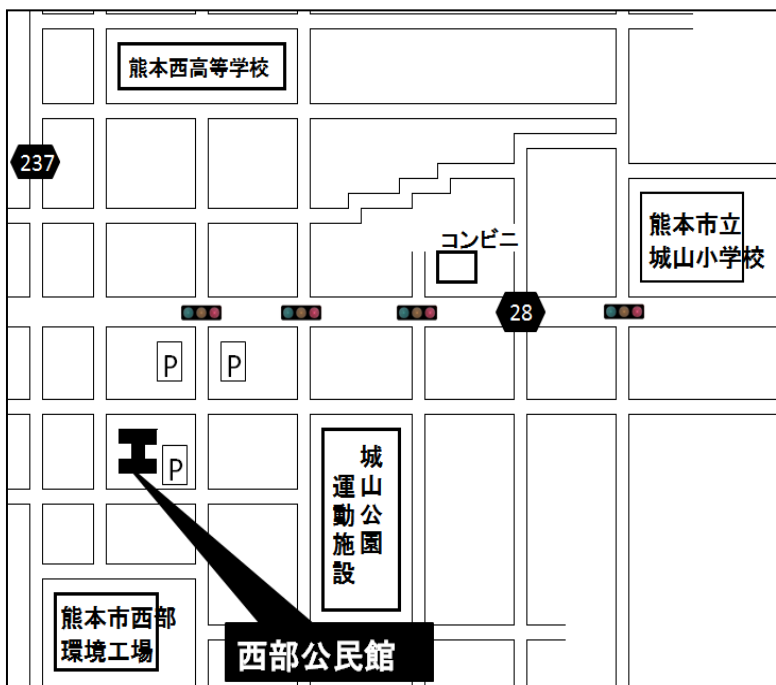 熊本西高等学校
237
熊本市立
城山小学校
コンビニ
28
P
P
P
城山公園
運動施設
熊本市西部
環境工場
西部公民館